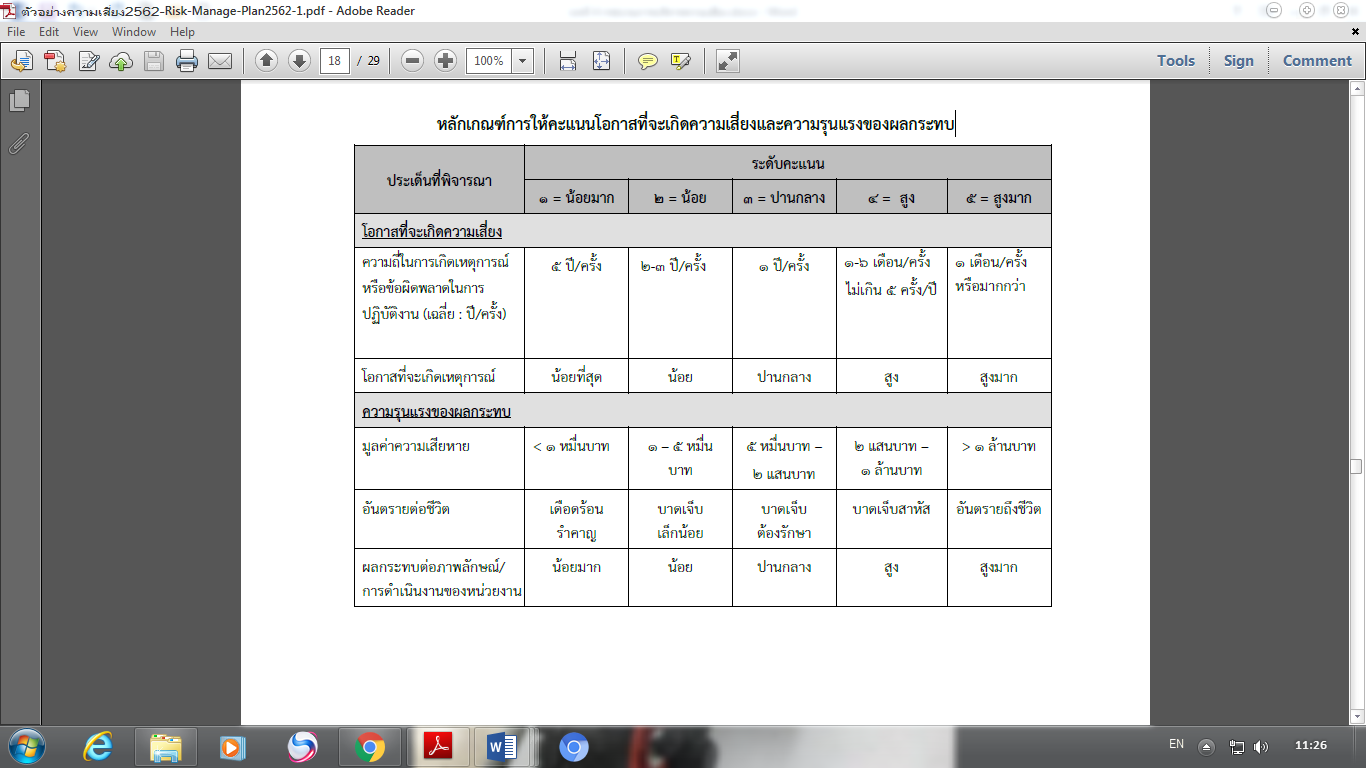 ตัวอย่างความเสี่ยง2562-Risk-Manage-Plan2562-1.pdf - Adobe Reader
File Edit View Window Help
18 / 29 100% Tools Sign Comment
หลักเกณฑ์การให้คะแนนโอกาสที่จะเกิดความเสี่ยงและความรุนแรงของผลกระทบ
ประเด็นที่พิจารณา
ระดับคะแนน
๑ = น้อยมาก ๒ = น้อย ๓ = ปานกลาง ๔ = สูง ๕ = สูงมาก
โอกาสที่จะเกิดความเสี่ยง
ความถี่ในการเกิดเหตุการณ์
หรือข้อผิดพลาดในการ
ปฏิบัติงาน (เฉลี่ย : ปี/ครั้ง)
๕ ปี/ครั้ง
๒-๓ ปี/ครั้ง
๑ ปี/ครั้ง
๑-๖ เดือน/ครั้ง
ไม่เกิน ๕ ครั้ง/ปี
๑ เดือน/ครั้ง
หรือมากกว่า
โอกาสที่จะเกิดเหตุการณ์ น้อยที่สุด น้อย ปานกลาง สูง สูงมาก
ความรุนแรงของผลกระทบ
มูลค่าความเสียหาย
< ๑ หมื่นบาท
๑ – ๕ หมื่น
บาท
๕ หมื่นบาท –
๒ แสนบาท
๒ แสนบาท –
๑ ล้านบาท
> ๑ ล้านบาท
อันตรายต่อชีวิต
เดือดร้อน
รำคาญ
บาดเจ็บ
เล็กน้อย
บาดเจ็บ
ต้องรักษา
บาดเจ็บสาหัส
อันตรายถึงชีวิต
ผลกระทบต่อภาพลักษณ์/
การดำเนินงานของหน่วยงาน
น้อยมาก น้อย ปานกลาง สูง สูงมาก
EN 11:26